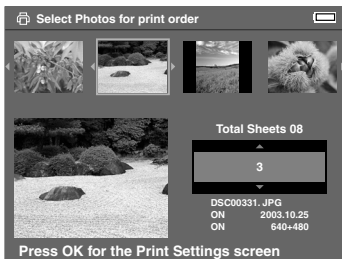 Select Photos for print order
Total Sheets 08
3
DSC00331. JPG
ON 2003.10.25
ON 640+480
Press OK for the Print Settings screen